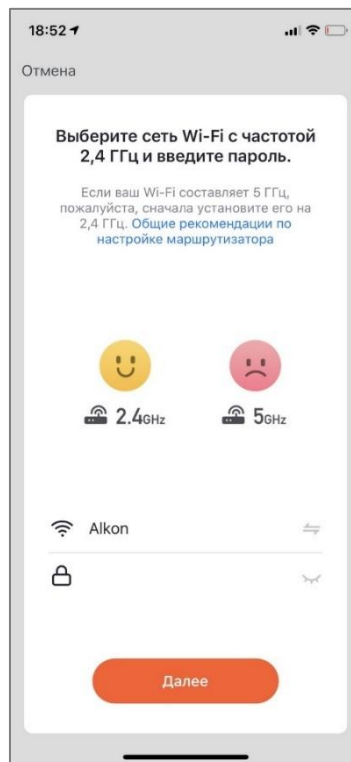 18:52
Отмена
Выберите сеть Wi-Fi с частотой
2,4 ГГц и введите пароль.
Если ваш Wi-Fi составляет 5 ГГц,
пожалуйста, сначала установите его на
2,4 ГГц. Общие рекомендации по
настройке маршрутизатора
2.4GHz 5GHz
Alkon
Далее